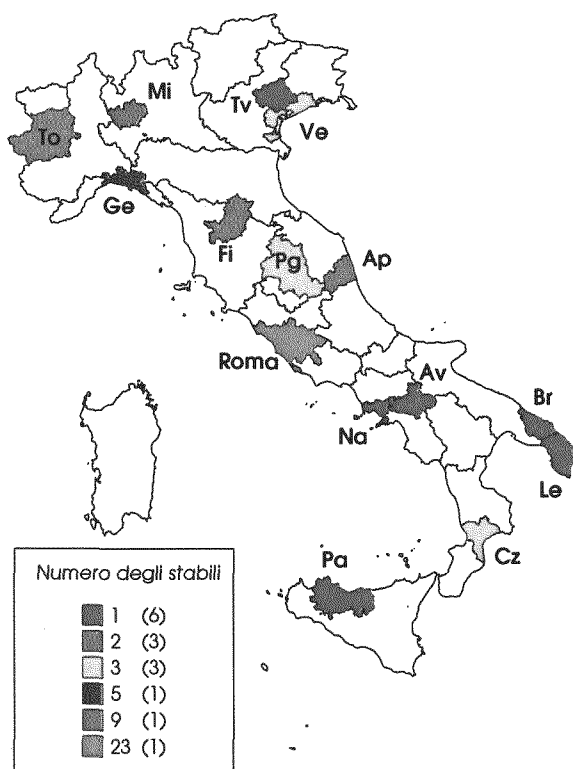 Mi
Tv
To
Ve
Ge
Fi
Pg
Ap
Roma
Av
Br
Na
Le
Pa
Cz
Numero degli stabili
1 (6)
2 (3)
3 (3)
5 (1)
9 (1)
23 (1)